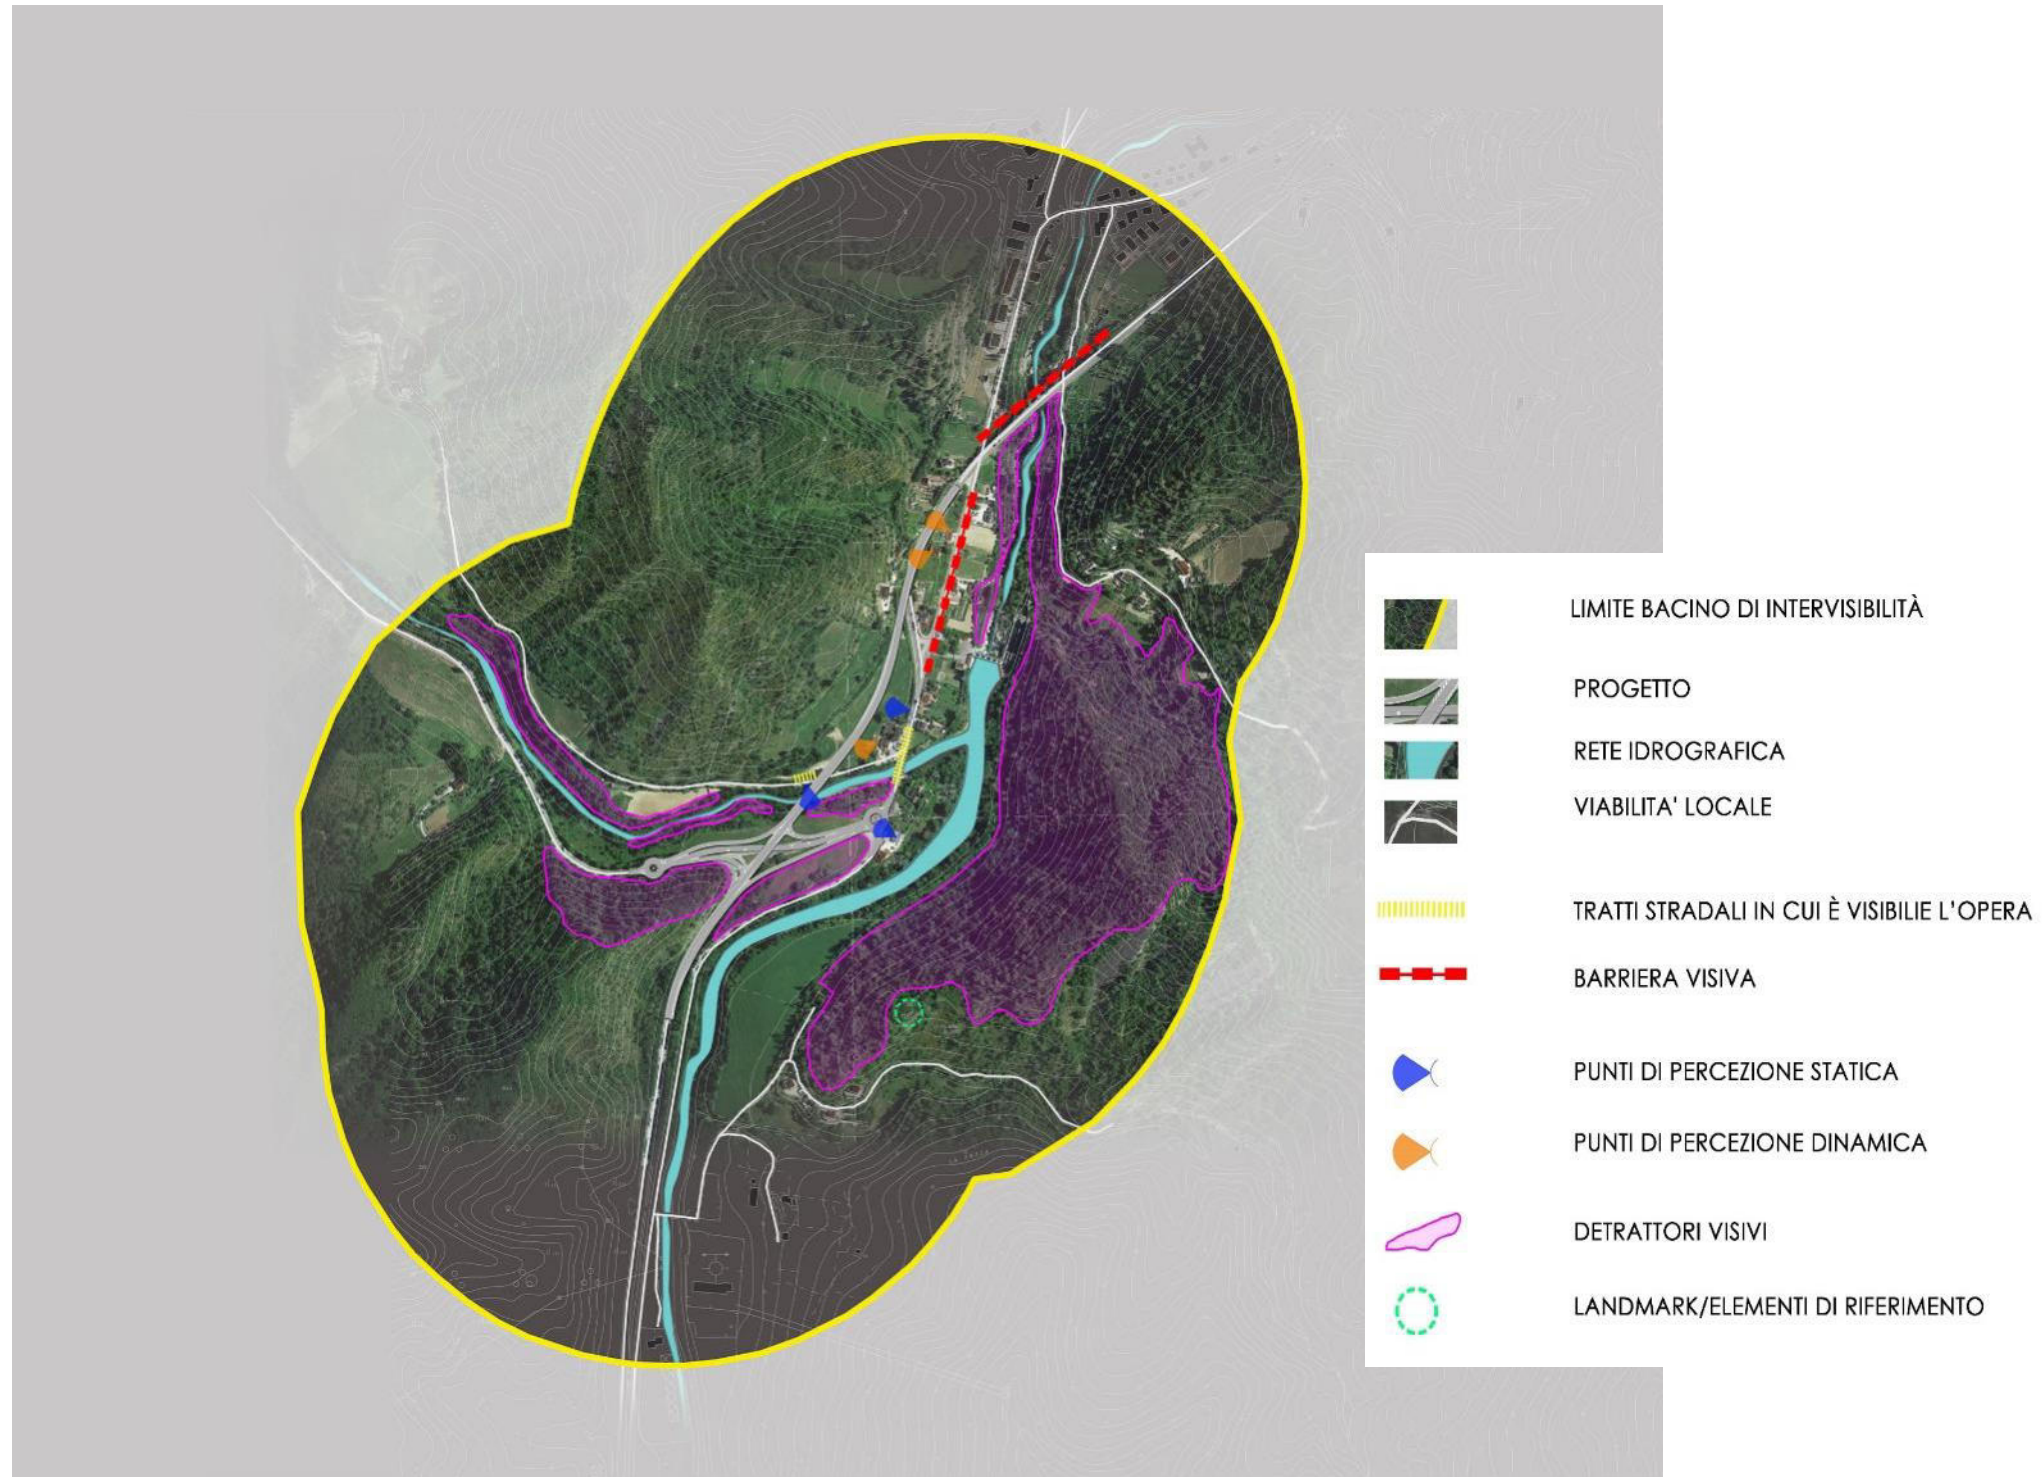 LIMITE BACINO DI INTERVISIBILITÀ
PROGETTO
RETE IDROGRAFICA
VIABILITA' LOCALE
TRATTI STRADALI IN CUI È VISIBILIE L'OPERA
BARRIERA VISIVA
PUNTI DI PERCEZIONE STATICA
PUNTI DI PERCEZIONE DINAMICA
DETRATTORI VISIVI
LANDMARK/ELEMENTI DI RIFERIMENTO